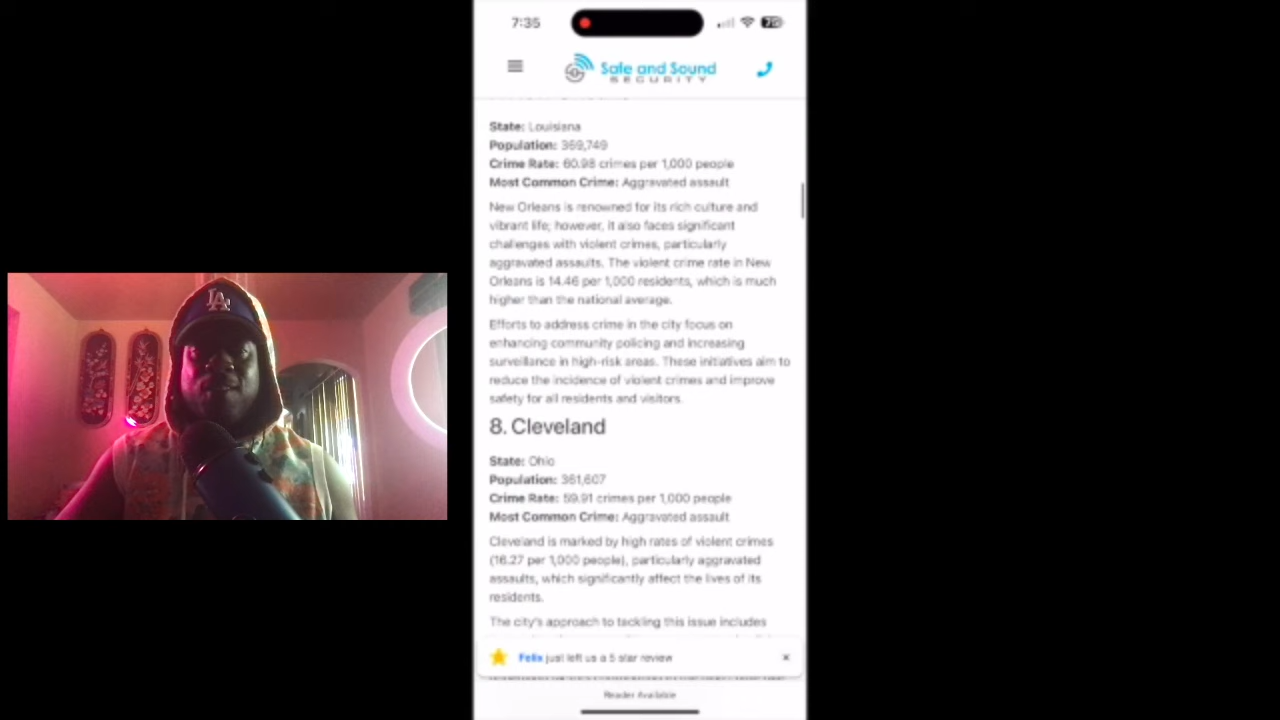 7:35
Safe and Sound
SECURITY
State: Louisiana
Population: 369,749
Crime Rate: 60.98 crimes per 1,000 people
Most Common Crime: Aggravated assault
New Orleans is renowned for its rich culture and
vibrant life; however, it also faces significant
challenges with violent crimes, particularly
aggravated assaults. The violent crime rate in New
Orleans is 14.46 per 1,000 residents, which is much
higher than the national average.
Efforts to address crime in the city focus on
enhancing community policing and increasing
surveillance in high-risk areas. These initiatives aim to
reduce the incidence of violent crimes and improve
safety for all residents and visitors.
8. Cleveland
State: Ohio
Population: 361,607
Crime Rate: 59.91 crimes per 1,000 people
Most Common Crime: Aggravated assault
Cleveland is marked by high rates of violent crimes
(16.27 per 1,000 people), particularly aggravated
assaults, which significantly affect the lives of its
residents.
The city's approach to tackling this issue includes
Felix just left us a 5 star review
Reader Available
LA